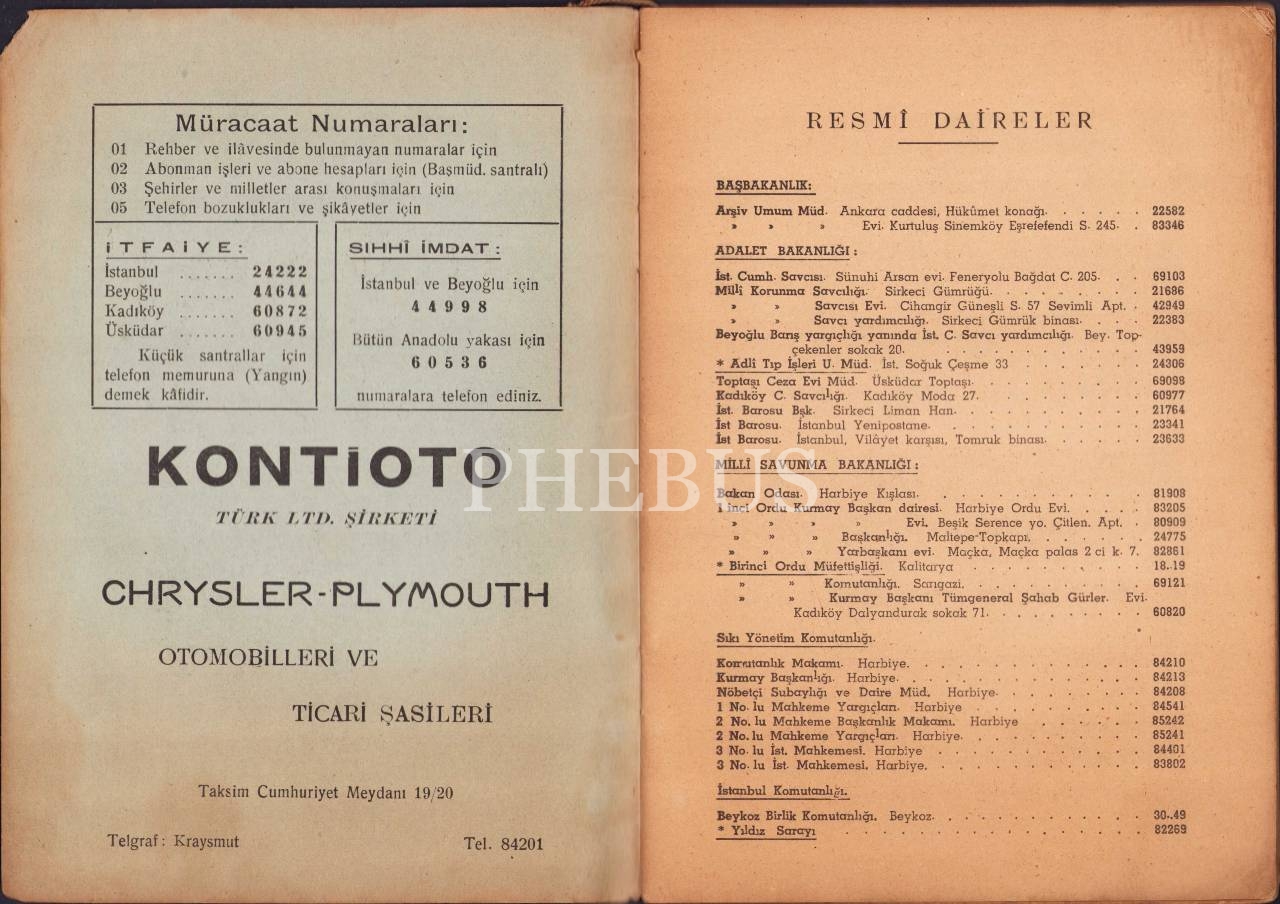 Müracaat Numaraları:
01 Rehber ve ilâvesinde bulunmayan numaralar için
02 Abonman işleri ve abone hesapları için (Başmüd. santralı)
03 Şehirler ve milletler arası konuşmaları için
05 Telefon bozuklukları ve şikâyetler için
İTFAİYE:
İstanbul ....... 24222
Beyoğlu ....... 44644
Kadıköy ...... 60872
Üsküdar ...... 60945
Küçük santrallar için
telefon memuruna (Yangın)
demek kâfidir.
SIHHÎ İMDAT:
İstanbul ve Beyoğlu için
44998
Bütün Anadolu yakası için
60536
numaralara telefon ediniz.
KONTİOTO
TÜRK LTD. ŞİRKETİ
CHRYSLER-PLYMOUTH
OTOMOBİLLERİ VE
TİCARİ ŞASİLERİ
Taksim Cumhuriyet Meydanı 19/20
Telgraf: Kraysmut Tel. 84201
PHEBUS
RESMÎ DAİRELER
BAŞBAKANLIK:
Arşiv Umum Müd. Ankara caddesi, Hükûmet konağı. . . . . . 22582
» » » Evi. Kurtuluş Sinemköy Eşrefefendi S. 245. . 83346
ADALET BAKANLIĞI:
İst. Cumh. Savcısı. Sünuhi Arsan evi. Feneryolu Bağdat C. 205. . . 69103
Millî Korunma Savcılığı. Sirkeci Gümrüğü. . . . . . . . . 21686
» » Savcısı Evi. Cihangir Güneşli S. 57 Sevimli Apt. . 42949
» » Savcı yardımcılığı. Sirkeci Gümrük binası. . . . 22383
Beyoğlu Barış yargıçlığı yanında İst. C. Savcı yardımcılığı. Bey. Top-
çekenler sokak 20. . . . . . . . . . . . 43959
* Adlî Tıp İşleri U. Müd. İst. Soğuk Çeşme 33 . . . . . . . 24306
Toptaşı Ceza Evi Müd. Üsküdar Toptaşı. . . . . . . . . . 69098
Kadıköy C. Savcılığı. Kadıköy Moda 27. . . . . . . . . . 60977
İst. Barosu Bşk. Sirkeci Liman Han. . . . . . . . . . . . 21764
İst Barosu. İstanbul Yenipostane. . . . . . . . . . . . . 23341
İst Barosu. İstanbul, Vilâyet karşısı, Tomruk binası. . . . . . 23633
MİLLÎ SAVUNMA BAKANLIĞI:
Bakan Odası. Harbiye Kışlası. . . . . . . . . . . . . 81908
1 inci Ordu Kurmay Başkan dairesi. Harbiye Ordu Evi. . . . . 83205
» » » » Evi. Beşik Serence yo. Çitlen. Apt. . 80909
» » » Başkanlığı. Maltepe-Topkapı. . . . . . 24775
» » » Yarbaşkanı evi. Maçka, Maçka palas 2 ci k. 7. 82861
* Birinci Ordu Müfettişliği. Kalitarya . . . . . . . . . . 18..19
» » Komutanlığı. Sarıgazi. . . . . . . . . . 69121
» » Kurmay Başkanı Tümgeneral Şahab Gürler. Evi.
Kadıköy Dalyandurak sokak 71. . . . . . . . . 60820
Sıkı Yönetim Komutanlığı.
Komutanlık Makamı. Harbiye. . . . . . . . . . . . . 84210
Kurmay Başkanlığı. Harbiye. . . . . . . . . . . . . 84213
Nöbetçi Subaylığı ve Daire Müd. Harbiye. . . . . . . . . 84208
1 No.lu Mahkeme Yargıçları. Harbiye . . . . . . . . . . 84541
2 No. lu Mahkeme Başkanlık Makamı. Harbiye . . . . . . 85242
2 No.lu Mahkeme Yargıçları. Harbiye. . . . . . . . . . . 85241
3 No. lu İst. Mahkemesi. Harbiye . . . . . . . . . . . 84401
3 No. lu İst. Mahkemesi. Harbiye. . . . . . . . . . . . 83802
İstanbul Komutanlığı.
Beykoz Birlik Komutanlığı. Beykoz. . . . . . . . . . . . 30..49
* Yıldız Sarayı . . . . . . . . . . . . . . . 82269